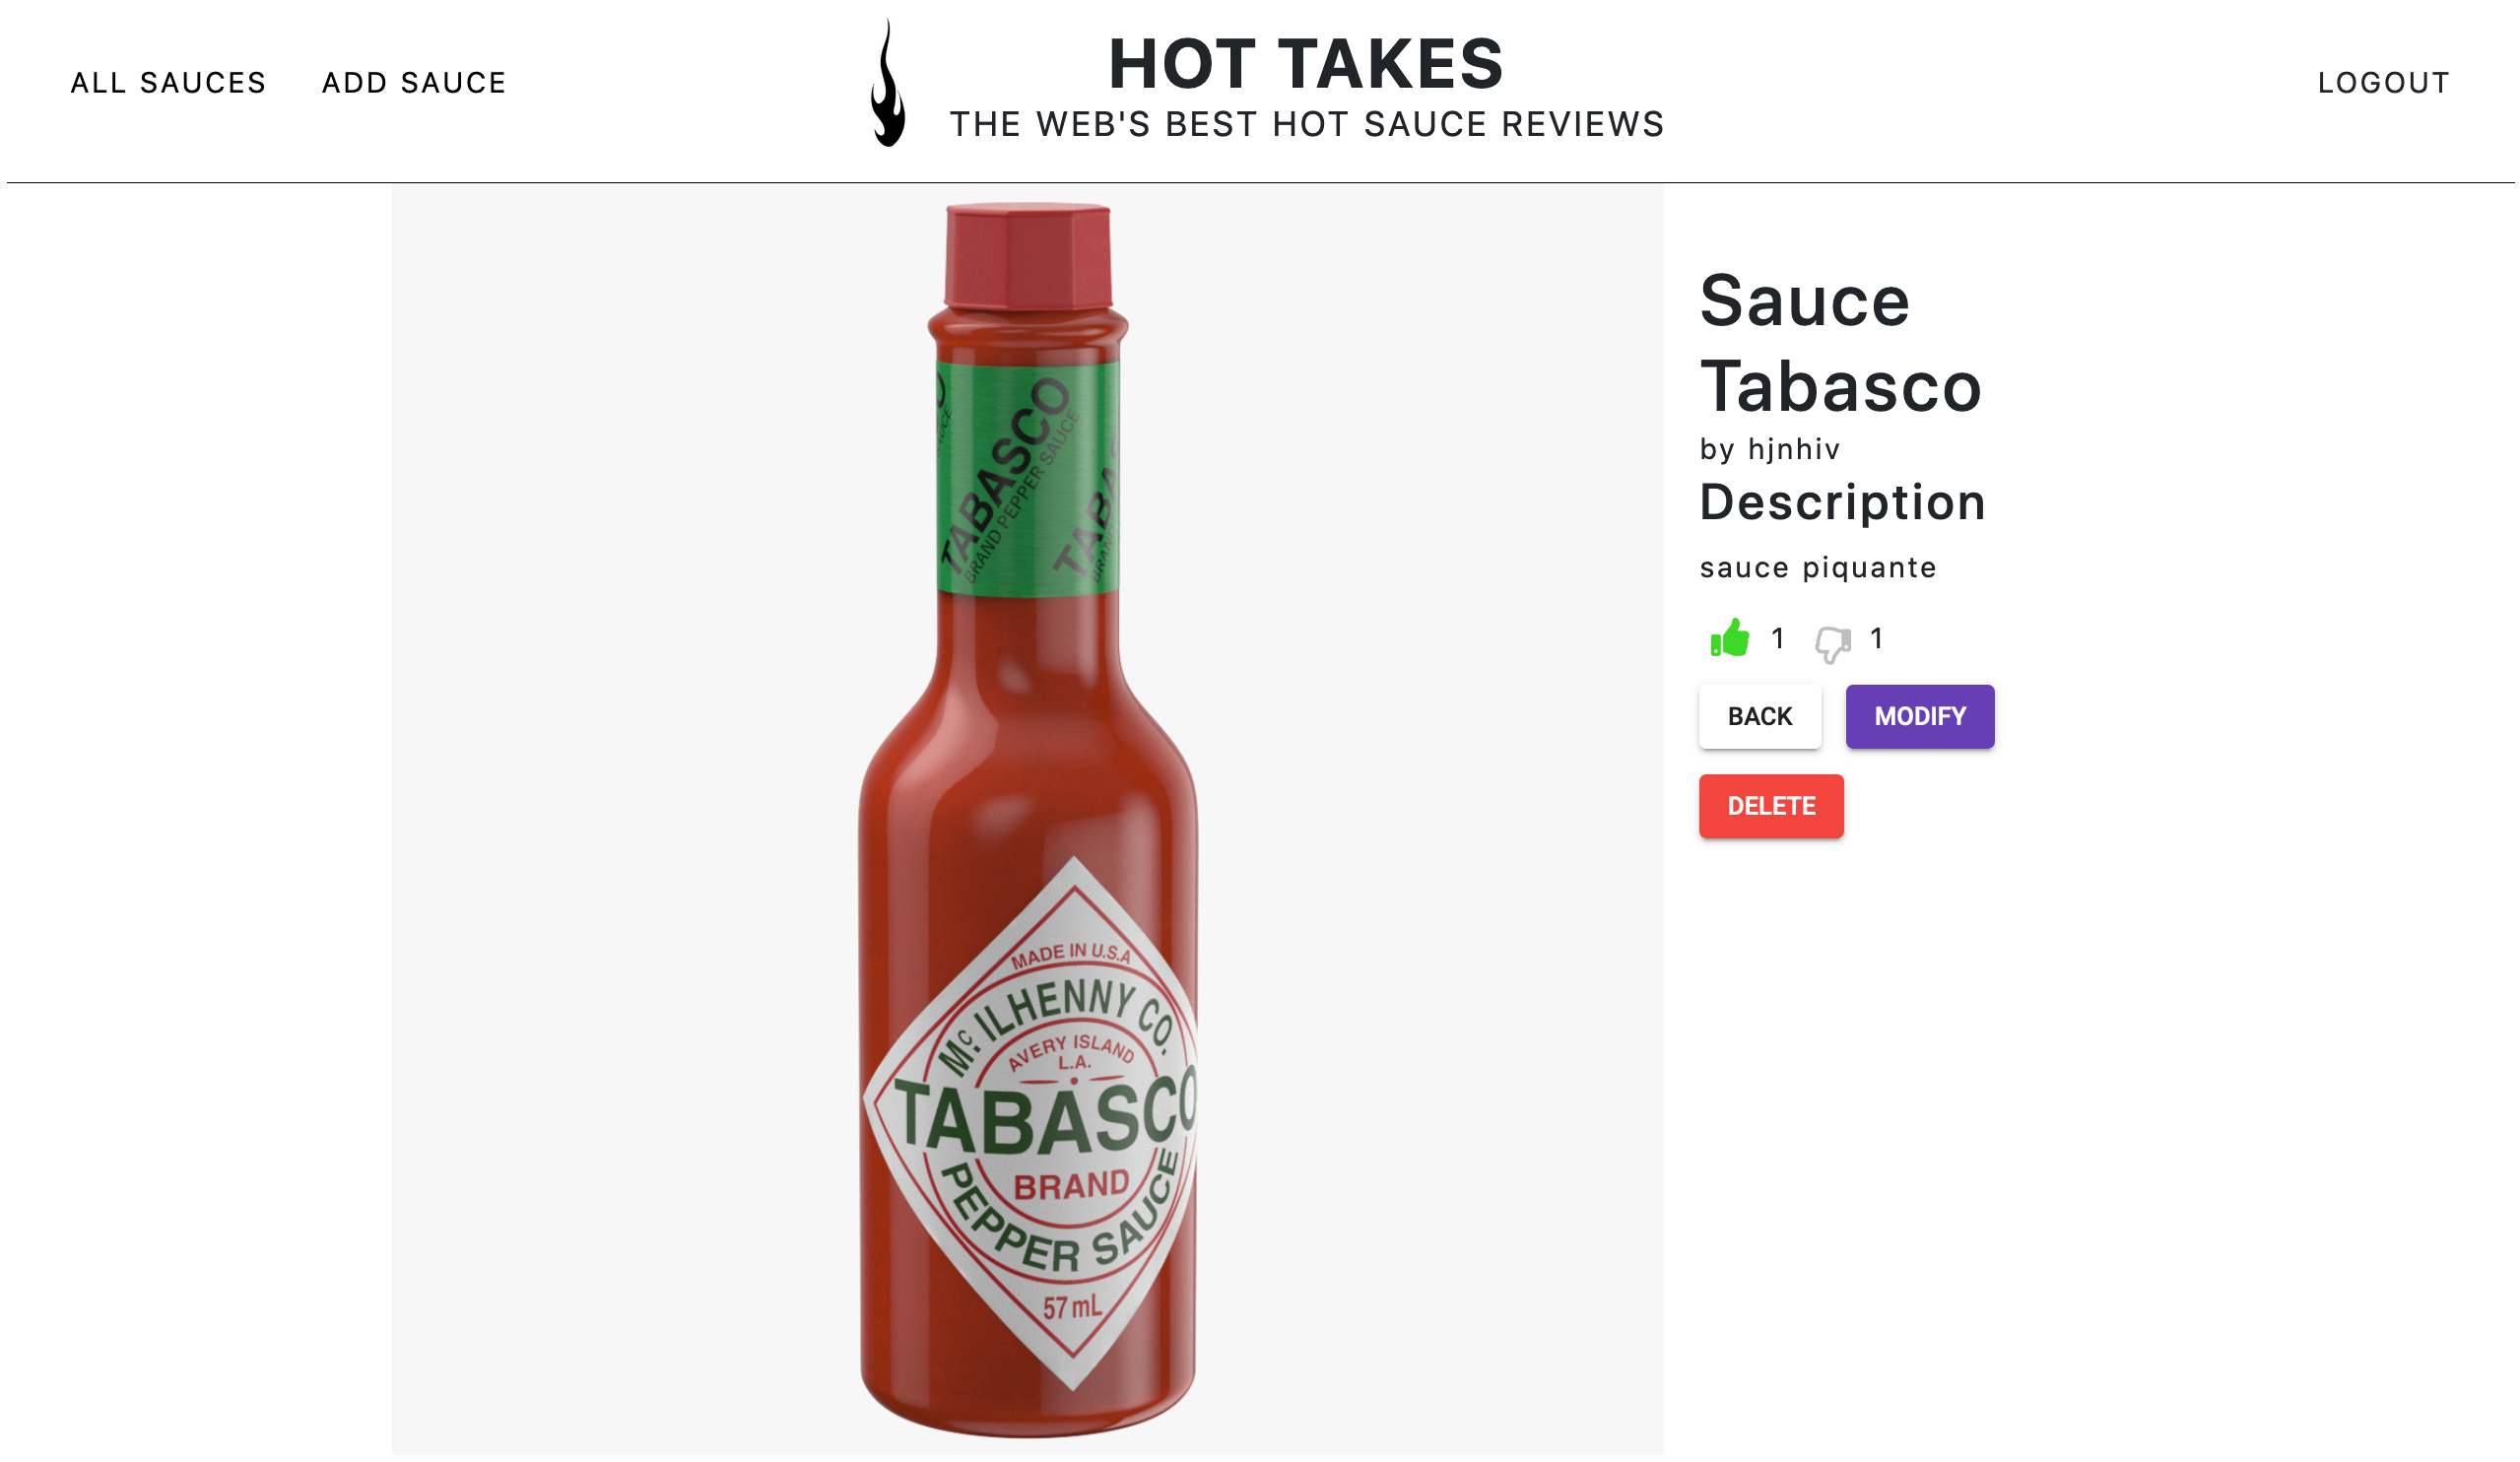 ALL SAUCES
ADD SAUCE
HOT TAKES
THE WEB'S BEST HOT SAUCE REVIEWS
LOGOUT
TABASCO
BRAND PEPPER SAUCE
MADE IN U.S.A
Mc. ILHENNY CO.
AVERY ISLAND
L.A.
TABASCO
BRAND
PEPPER SAUCE
57 mL
Sauce
Tabasco
by hjnhiv
Description
sauce piquante
1 1
BACK MODIFY
DELETE